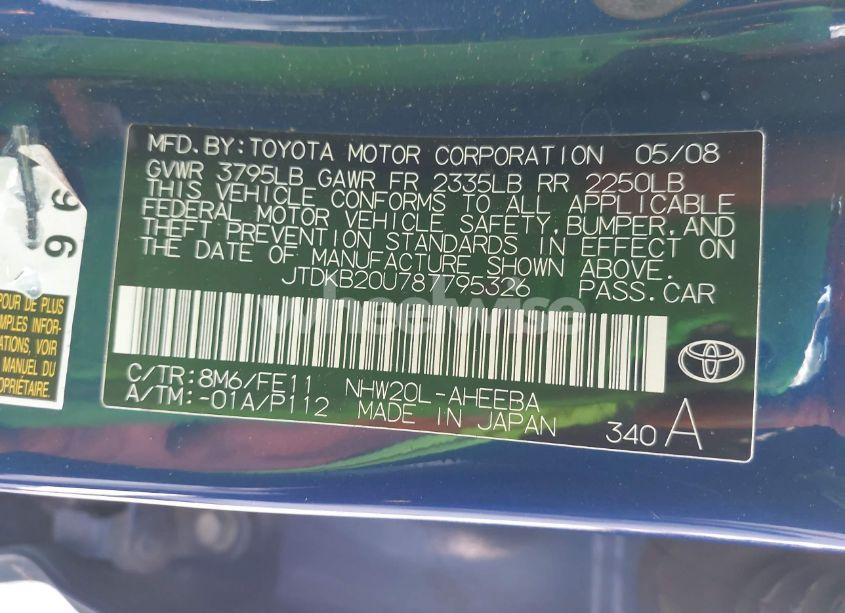 MFD.BY:TOYOTA MOTOR CORPORATION 05/08
GVWR 3795LB GAWR FR 2335LB RR 2250LB
THIS VEHICLE CONFORMS TO ALL APPLICABLE
FEDERAL MOTOR VEHICLE SAFETY,BUMPER,AND
THEFT PREVENTION STANDARDS IN EFFECT ON
THE DATE OF MANUFACTURE SHOWN ABOVE.
JTDKB20U787795326 PASS.CAR
wheelwise
C/TR:8M6/FE11 NHW20L-AHEEBA
A/TM:-01A/P112 MADE IN JAPAN
340 A
96
POUR DE PLUS
MPLES INFOR-
ATIONS, VOIR
MANUEL DU
PROPRIÉTAIRE.